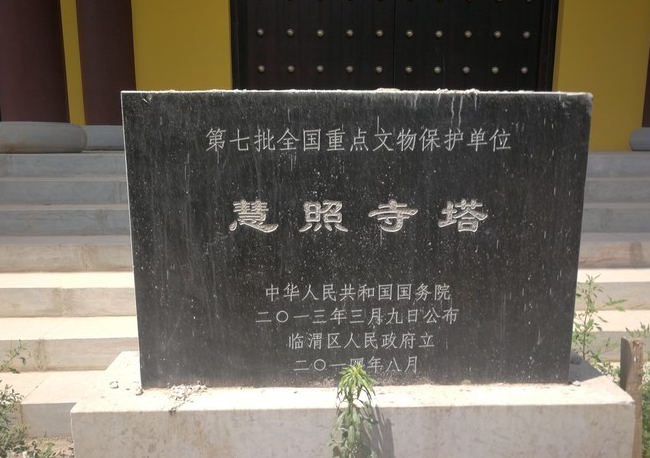 第七批全国重点文物保护单位
慧照寺塔
中华人民共和国国务院
二〇一三年三月九日公布
临渭区人民政府立
二〇一四年八月